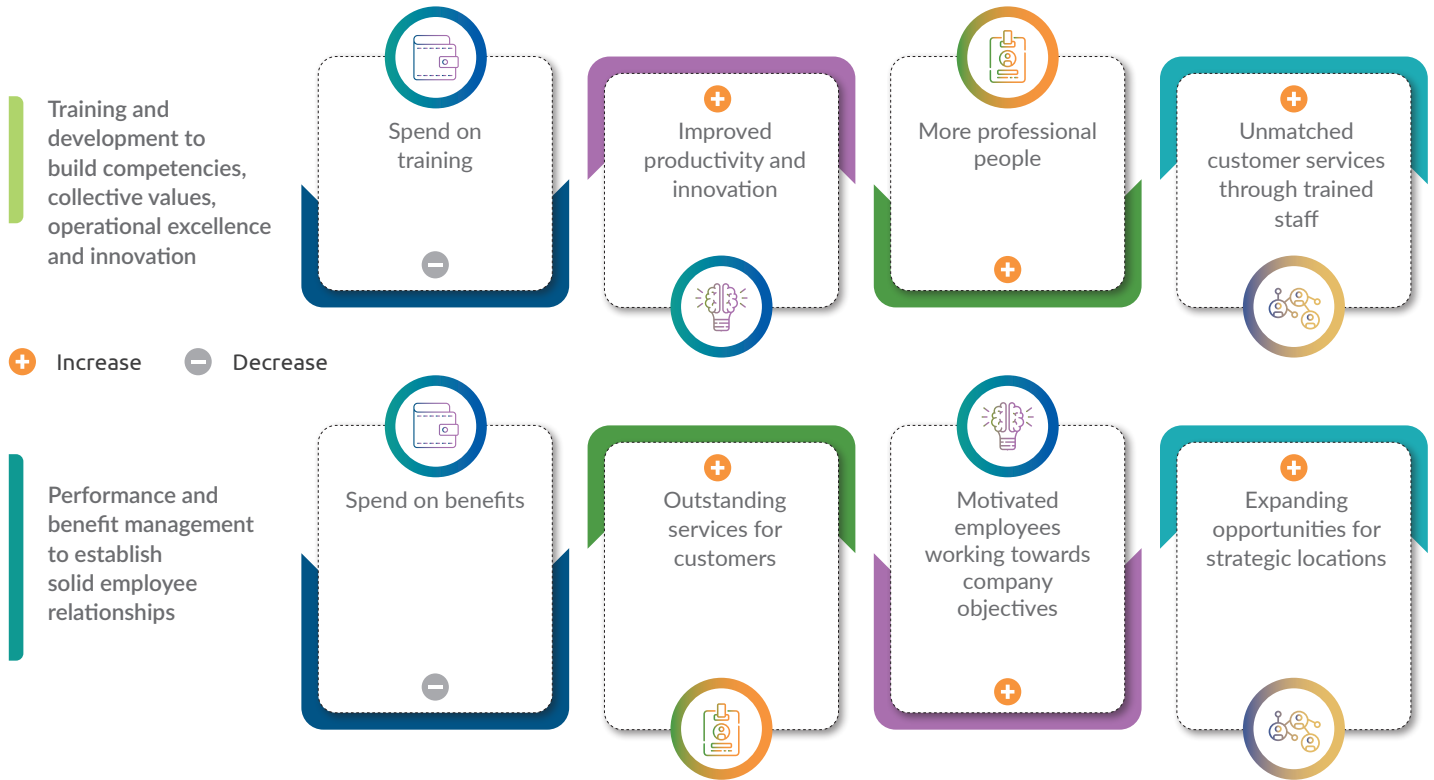 Training and
development to
build competencies,
collective values,
operational excellence
and innovation
Spend on
training
Improved
productivity and
innovation
More professional
people
Unmatched
customer services
through trained
staff
Increase
Decrease
Performance and
benefit management
to establish
solid employee
relationships
Spend on benefits
Outstanding
services for
customers
Motivated
employees
working towards
company
objectives
Expanding
opportunities for
strategic locations